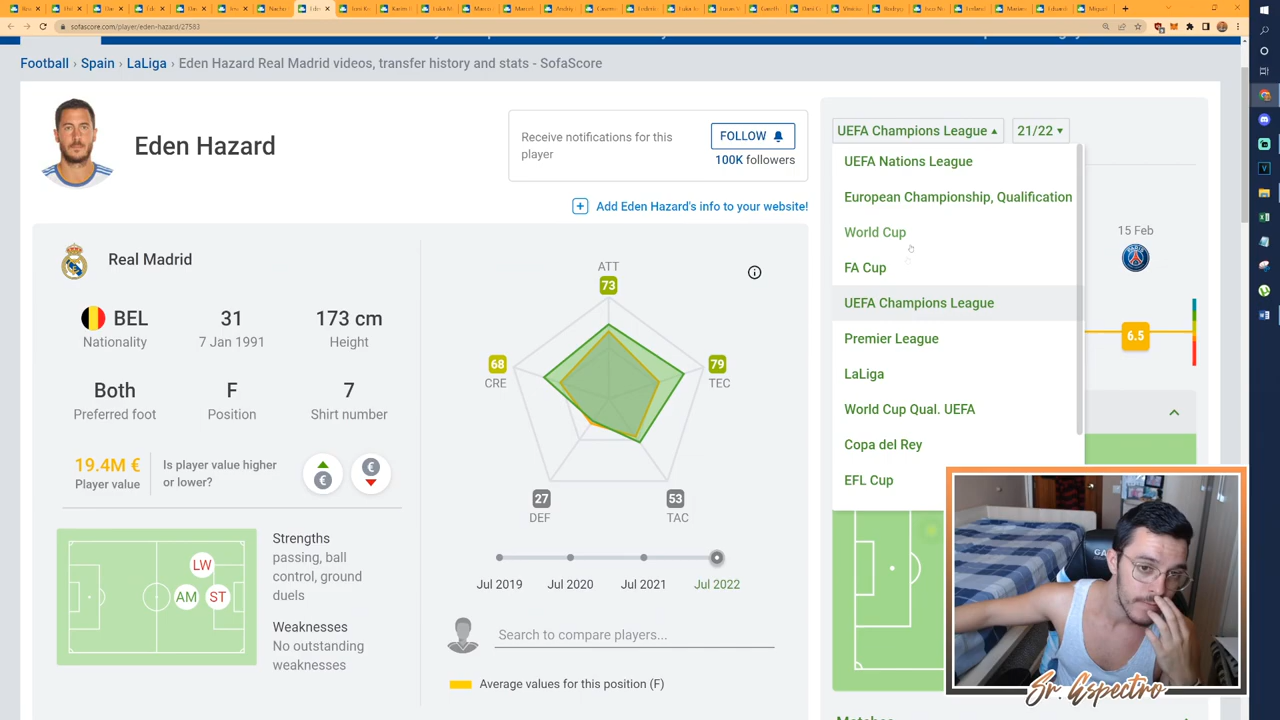 sofascore.com/player/eden-hazard/27583
Football › Spain › LaLiga › Eden Hazard Real Madrid videos, transfer history and stats - SofaScore
Eden Hazard
Receive notifications for this
player
FOLLOW
100K followers
Add Eden Hazard's info to your website!
Real Madrid
BEL
Nationality
31
7 Jan 1991
173 cm
Height
Both
Preferred foot
F
Position
7
Shirt number
19.4M €
Player value
Is player value higher
or lower?
€
€
LW
AM
ST
Strengths
passing, ball
control, ground
duels
Weaknesses
No outstanding
weaknesses
ATT
73
68
CRE
79
TEC
27
DEF
53
TAC
Jul 2019
Jul 2020
Jul 2021
Jul 2022
Search to compare players...
Average values for this position (F)
UEFA Champions League
21/22
UEFA Nations League
European Championship, Qualification
World Cup
FA Cup
UEFA Champions League
Premier League
LaLiga
World Cup Qual. UEFA
Copa del Rey
EFL Cup
15 Feb
6.5
Sr. Aspectro